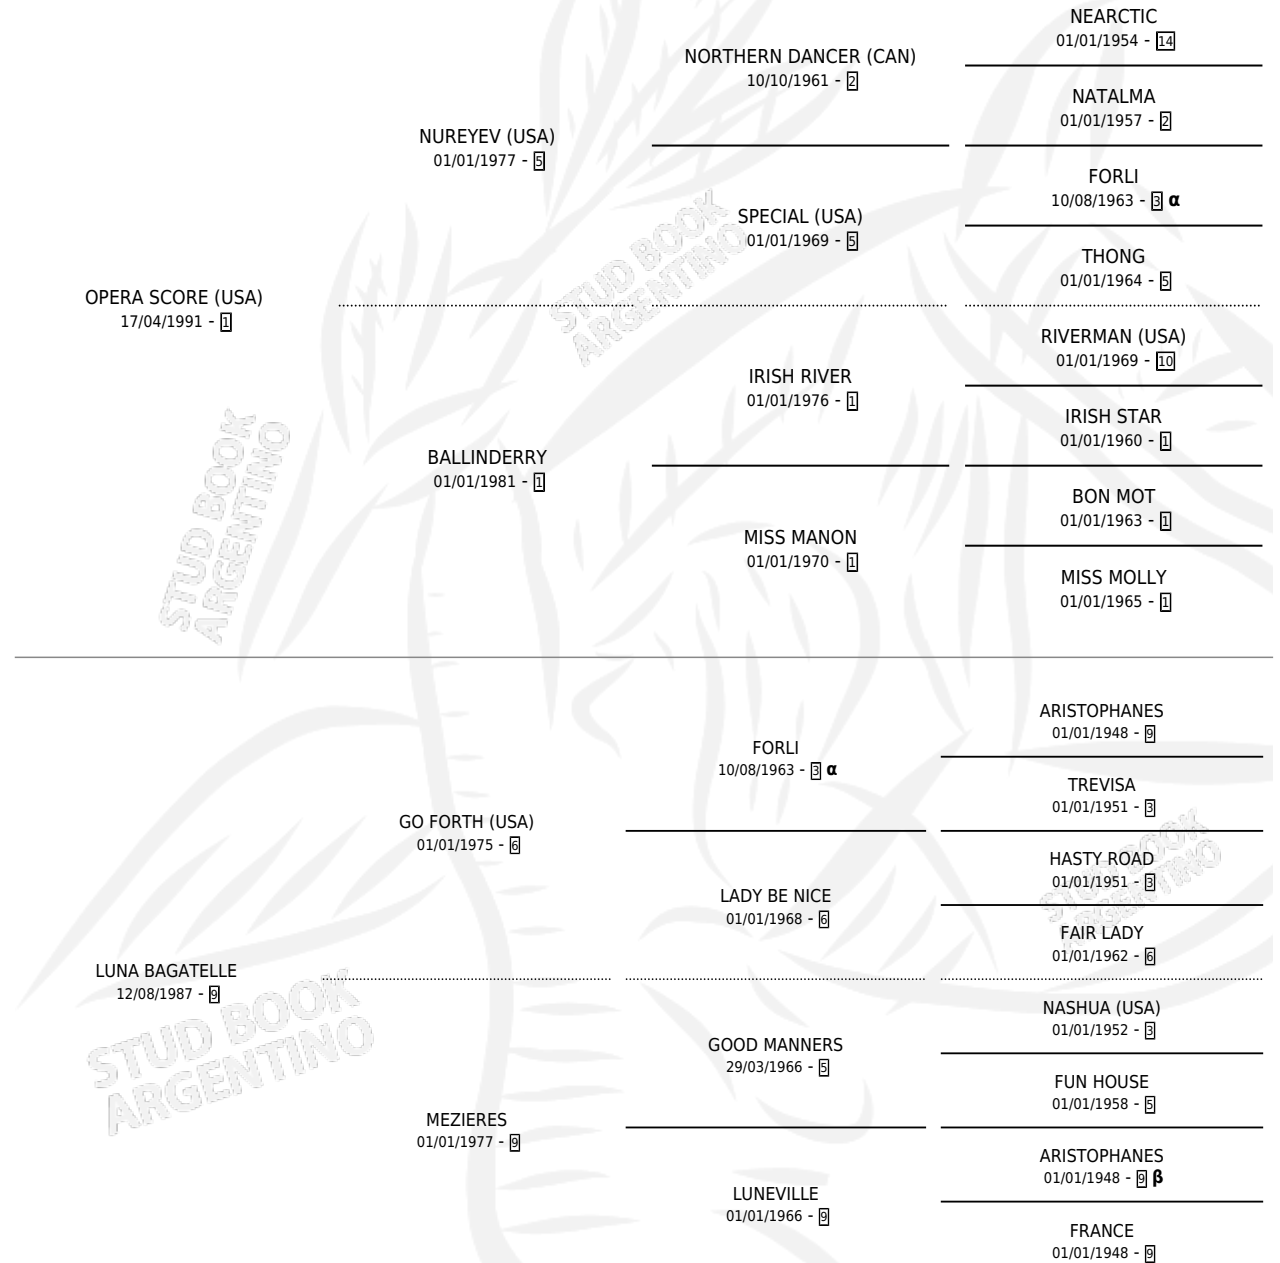 NEARCTIC
01/01/1954 - 14
NORTHERN DANCER (CAN)
10/10/1961 - 2
NATALMA
01/01/1957 - 2
NUREYEV (USA)
01/01/1977 - 5
FORLI
10/08/1963 - 3 α
SPECIAL (USA)
01/01/1969 - 5
THONG
01/01/1964 - 5
OPERA SCORE (USA)
17/04/1991 - 1
RIVERMAN (USA)
01/01/1969 - 10
IRISH RIVER
01/01/1976 - 1
IRISH STAR
01/01/1960 - 1
BALLINDERRY
01/01/1981 - 1
BON MOT
01/01/1963 - 1
MISS MANON
01/01/1970 - 1
MISS MOLLY
01/01/1965 - 1
ARISTOPHANES
01/01/1948 - 9
FORLI
10/08/1963 - 3 α
TREVISA
01/01/1951 - 3
GO FORTH (USA)
01/01/1975 - 6
HASTY ROAD
01/01/1951 - 3
LADY BE NICE
01/01/1968 - 6
FAIR LADY
01/01/1962 - 6
LUNA BAGATELLE
12/08/1987 - 9
NASHUA (USA)
01/01/1952 - 3
GOOD MANNERS
29/03/1966 - 5
FUN HOUSE
01/01/1958 - 5
MEZIERES
01/01/1977 - 9
ARISTOPHANES
01/01/1948 - 9 β
LUNEVILLE
01/01/1966 - 9
FRANCE
01/01/1948 - 9
STUD BOOK
ARGENTINO
STUD BOOK
ARGENTINO
STUD BOOK
ARGENTINO
STUD BOOK
ARGENTINO